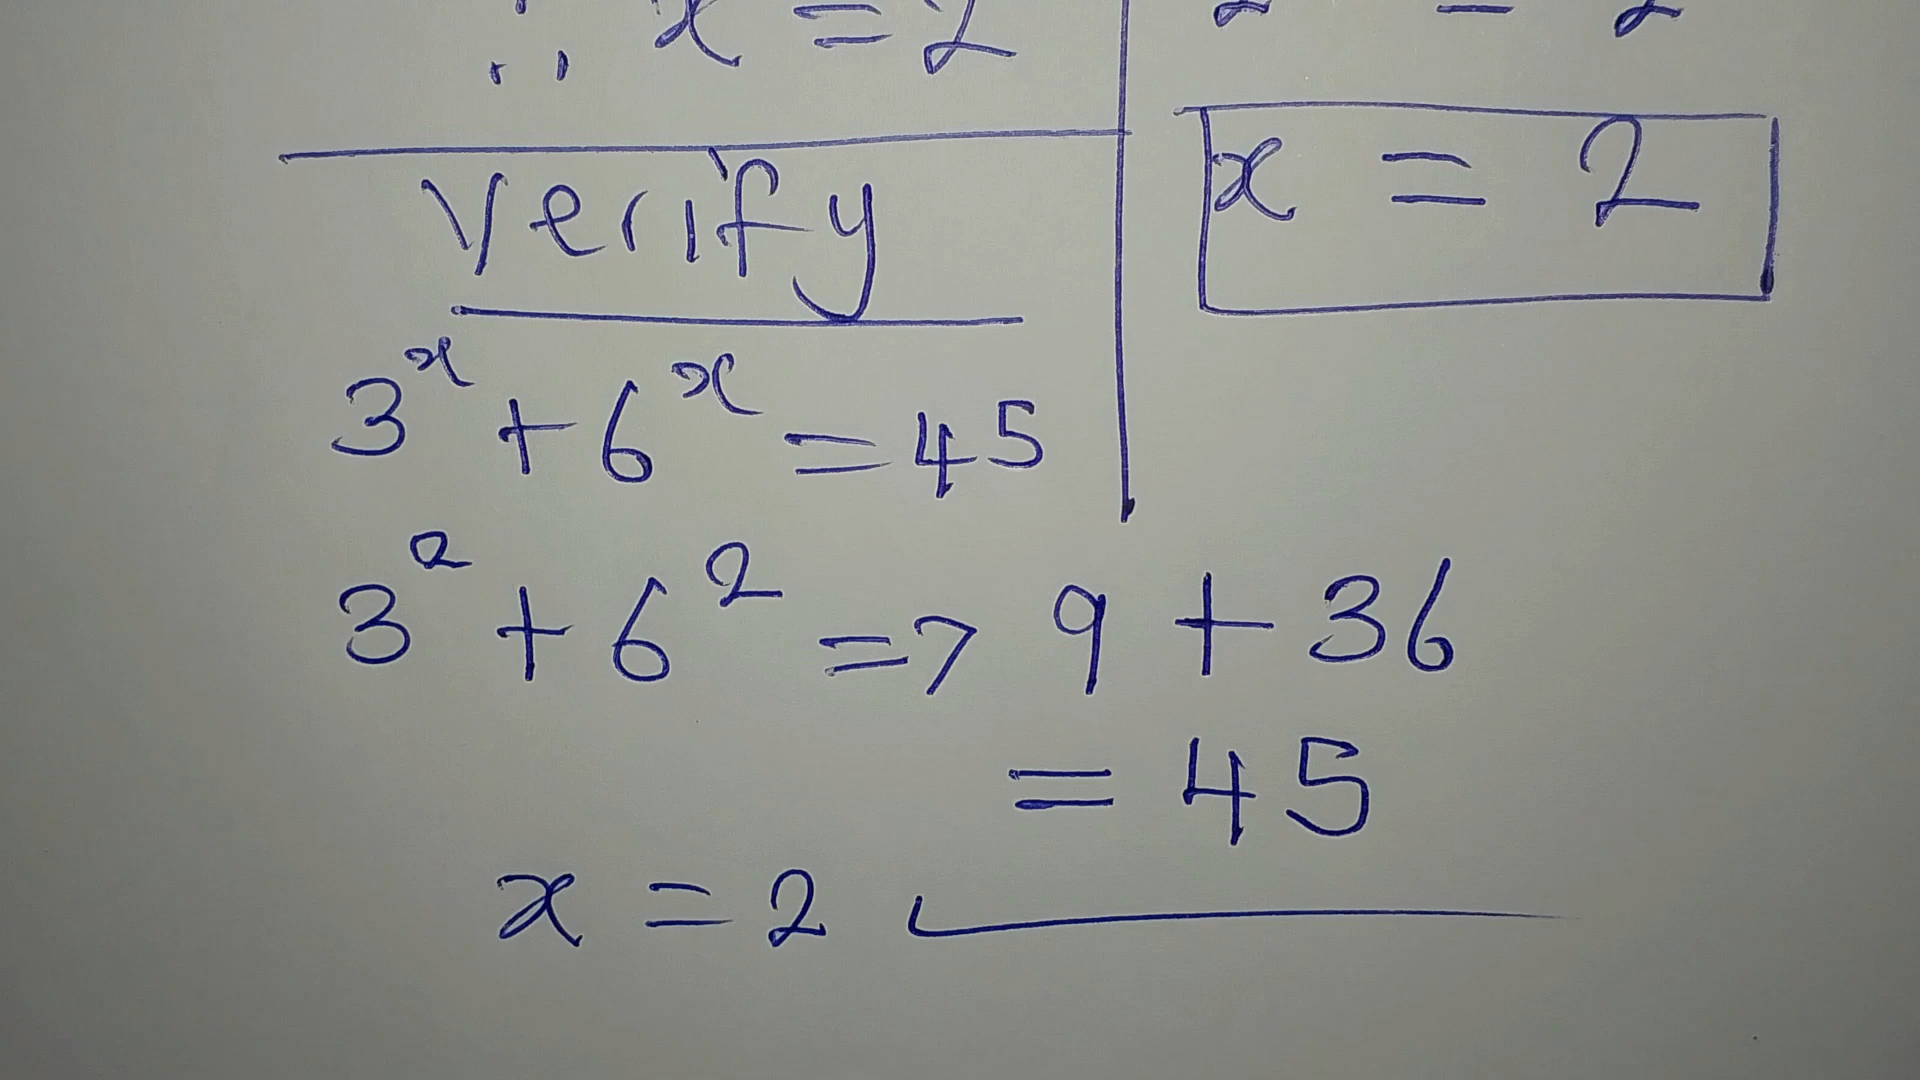 ∴ x = 2
x = 2
Verify
3^x + 6^x = 45
3^2 + 6^2 => 9 + 36
= 45
x = 2